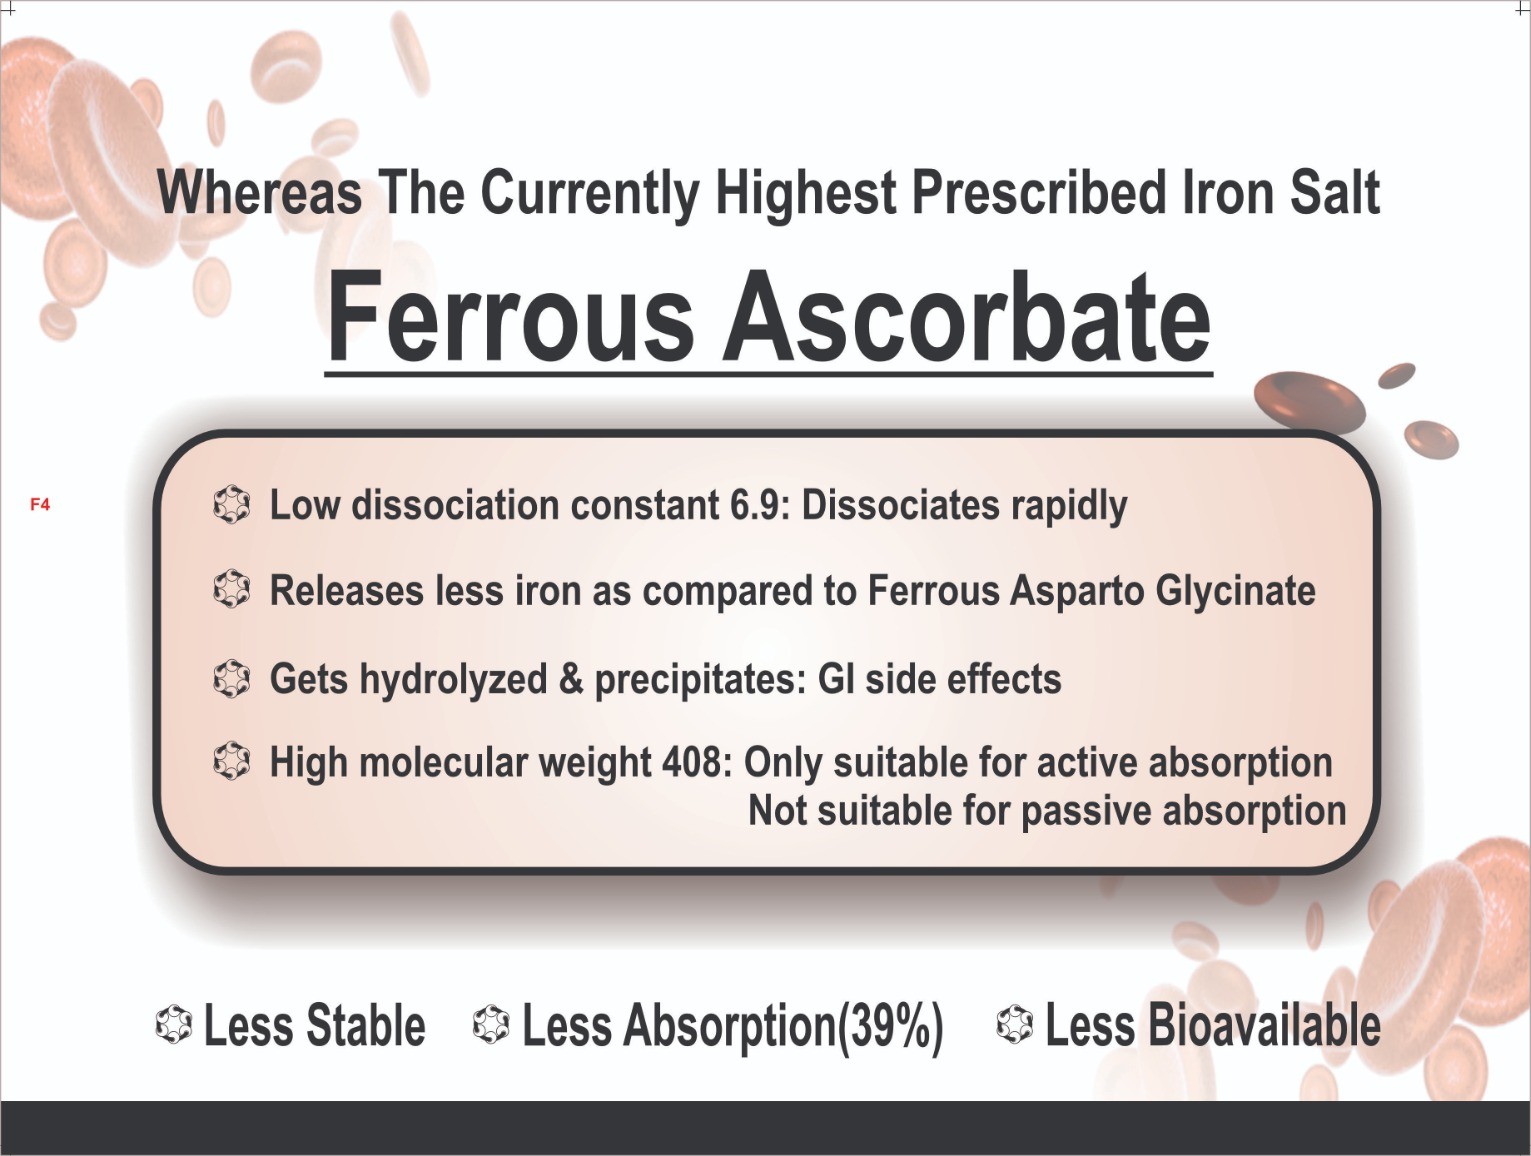 Whereas The Currently Highest Prescribed Iron Salt
Ferrous Ascorbate
F4
Low dissociation constant 6.9: Dissociates rapidly
Releases less iron as compared to Ferrous Asparto Glycinate
Gets hydrolyzed & precipitates: GI side effects
High molecular weight 408: Only suitable for active absorption
Not suitable for passive absorption
Less Stable Less Absorption(39%) Less Bioavailable